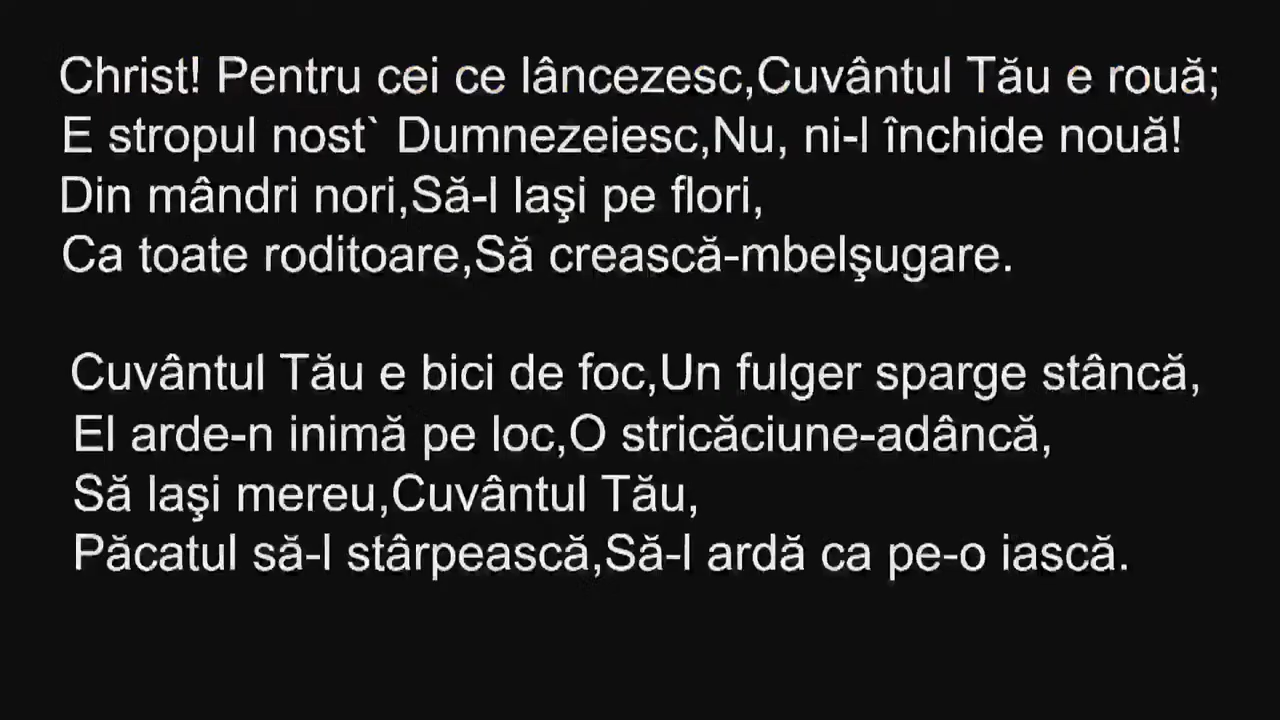 Christ! Pentru cei ce lâncezesc,Cuvântul Tău e rouă;
E stropul nost` Dumnezeiesc,Nu, ni-l închide nouă!
Din mândri nori,Să-l laşi pe flori,
Ca toate roditoare,Să crească-mbelşugare.
Cuvântul Tău e bici de foc,Un fulger sparge stâncă,
El arde-n inimă pe loc,O stricăciune-adâncă,
Să laşi mereu,Cuvântul Tău,
Păcatul să-l stârpească,Să-l ardă ca pe-o iască.